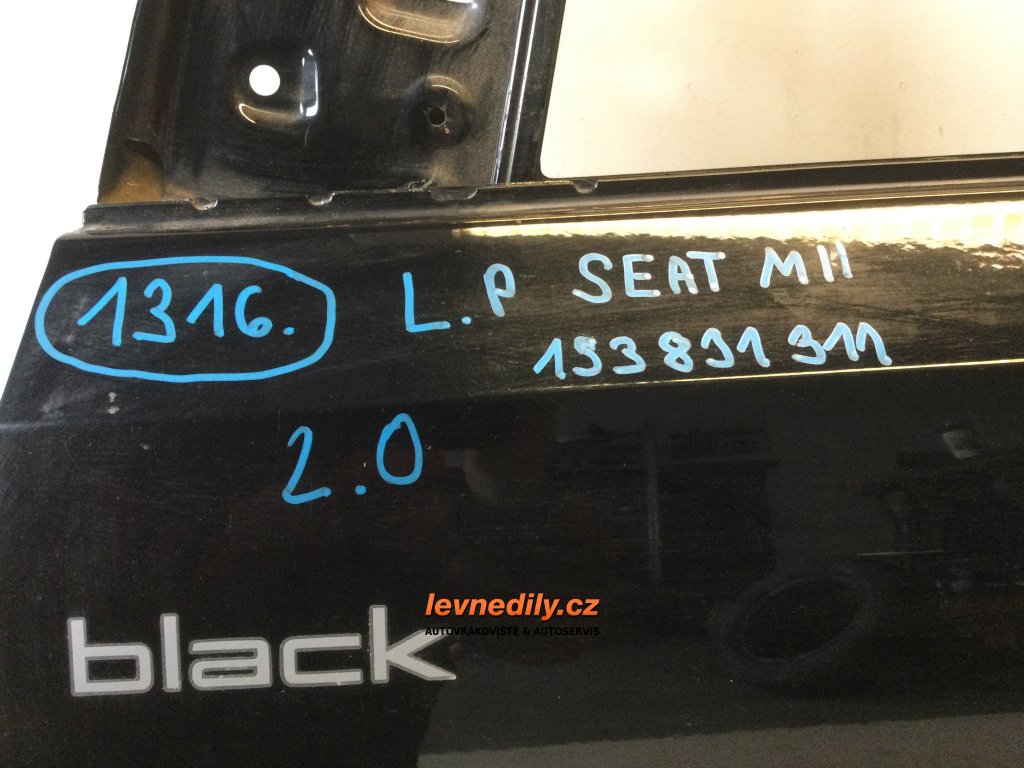 1316.
L.P SEAT MII
1S3831311
2.0
levnedily.cz
AUTOVRAKOVIŠTĚ & AUTOSERVIS
black